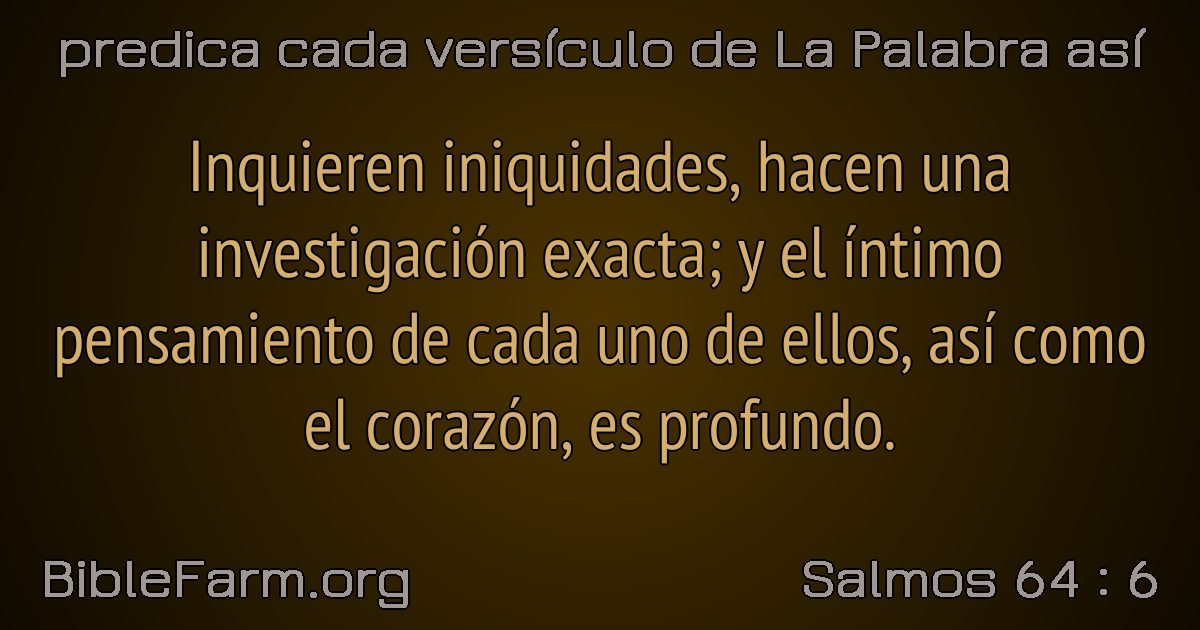 predica cada versículo de La Palabra así
Inquieren iniquidades, hacen una
investigación exacta; y el íntimo
pensamiento de cada uno de ellos, así como
el corazón, es profundo.
BibleFarm.org
Salmos 64 : 6